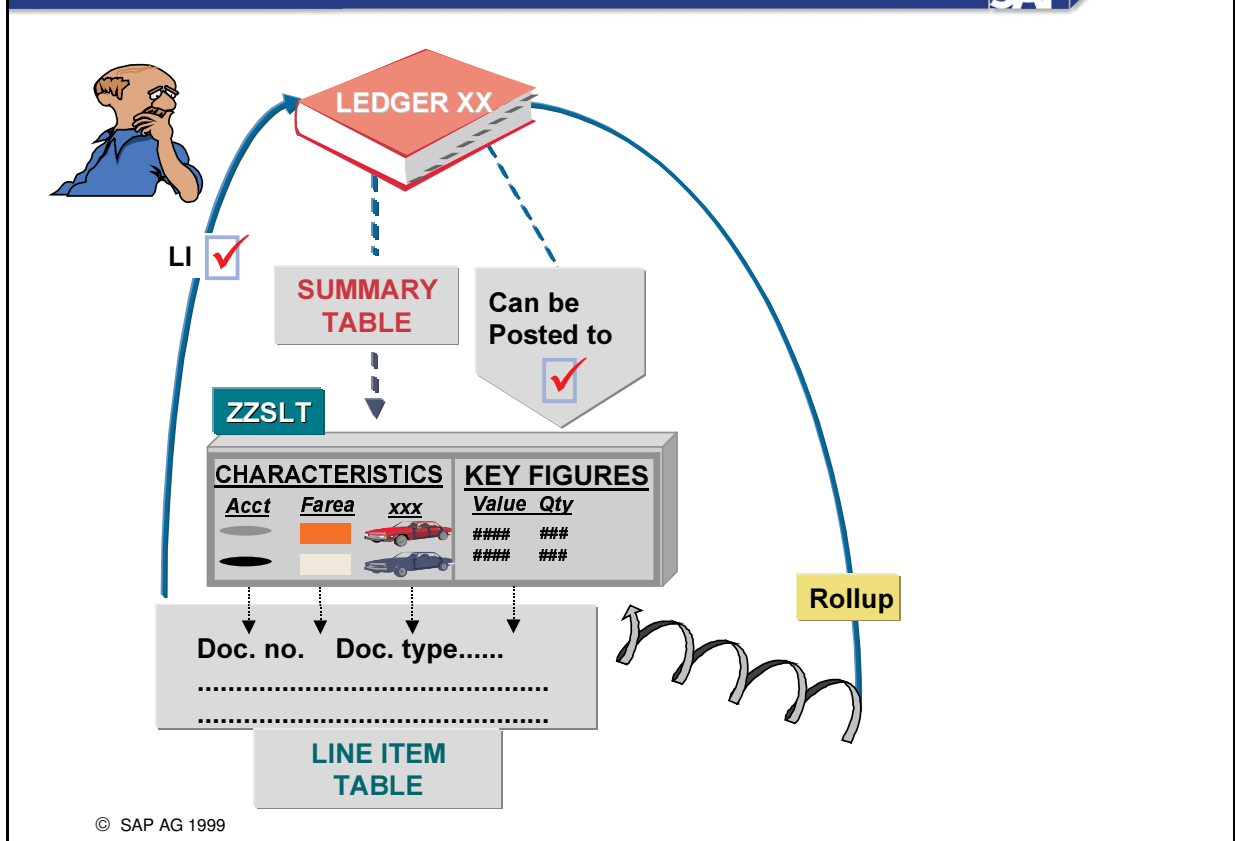 SAP
LEDGER XX
LI
SUMMARY
TABLE
Can be
Posted to
ZZSLT
CHARACTERISTICS
KEY FIGURES
Acct Farea xxx
Value Qty
#### ###
#### ###
Rollup
Doc. no. Doc. type......
..............................................
..............................................
LINE ITEM
TABLE
© SAP AG 1999